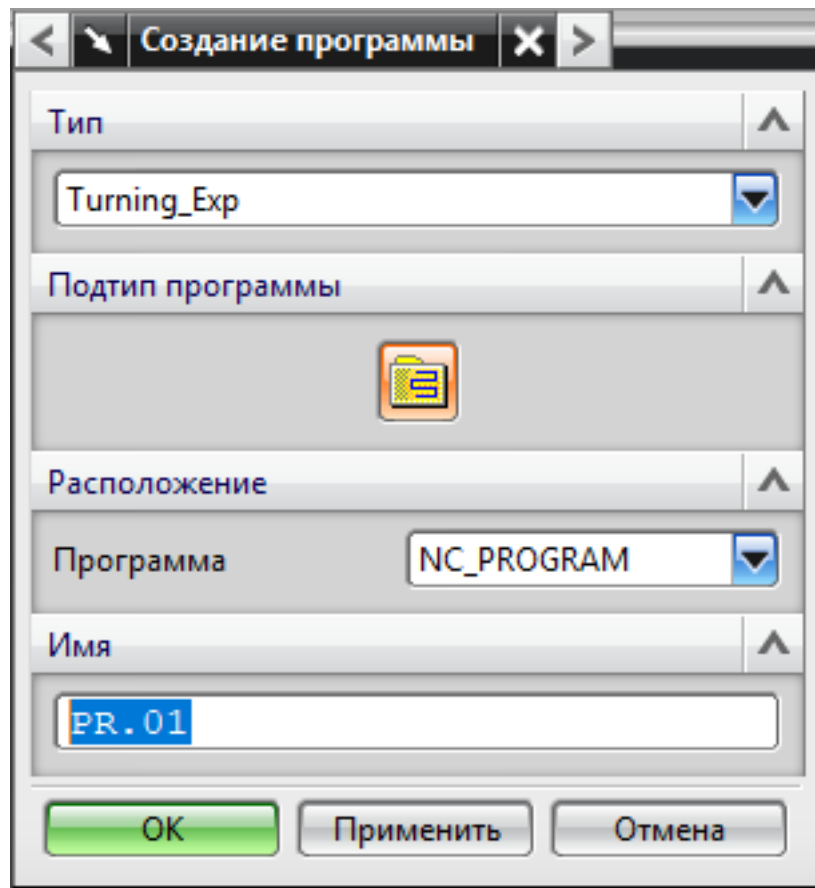 Создание программы
Тип
Turning_Exp
Подтип программы
Расположение
Программа NC_PROGRAM
Имя
PR.01
OK Применить Отмена